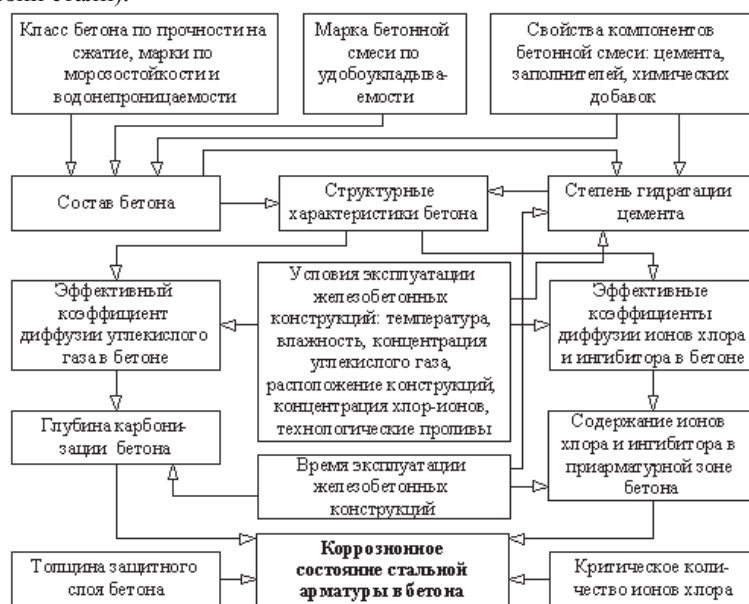 Класс бетона по прочности на
сжатие, марки по
морозостойкости и
водонепроницаемости
Марка бетонной
смеси по
удобоукладыва-
емости
Свойства компонентов
бетонной смеси: цемента,
заполнителей, химических
добавок
Состав бетона
Структурные
характеристики бетона
Степень гидратации
цемента
Эффективный
коэффициент
диффузии углекислого
газа в бетоне
Условия эксплуатации
железобетонных
конструкций: температура,
влажность, концентрация
углекислого газа,
расположение конструкций,
концентрация хлор-ионов,
технологические проливы
Эффективные
коэффициенты
диффузии ионов хлора
и ингибитора в бетоне
Глубина карбони-
зации бетона
Время эксплуатации
железобетонных
конструкций
Содержание ионов
хлора и ингибитора в
приарматурной зоне
бетона
Толщина защитного
слоя бетона
Коррозионное
состояние стальной
арматуры в бетона
Критическое коли-
чество ионов хлора